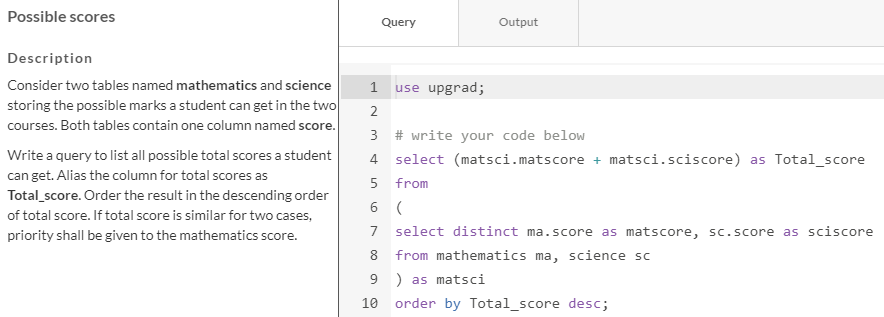 Possible scores
Description
Consider two tables named mathematics and science
storing the possible marks a student can get in the two
courses. Both tables contain one column named score.
Write a query to list all possible total scores a student
can get. Alias the column for total scores as
Total_score. Order the result in the descending order
of total score. If total score is similar for two cases,
priority shall be given to the mathematics score.
Query
Output
1 use upgrad;
2
3 # write your code below
4 select (matsci.matscore + matsci.sciscore) as Total_score
5 from
6 (
7 select distinct ma.score as matscore, sc.score as sciscore
8 from mathematics ma, science sc
9 ) as matsci
10 order by Total_score desc;